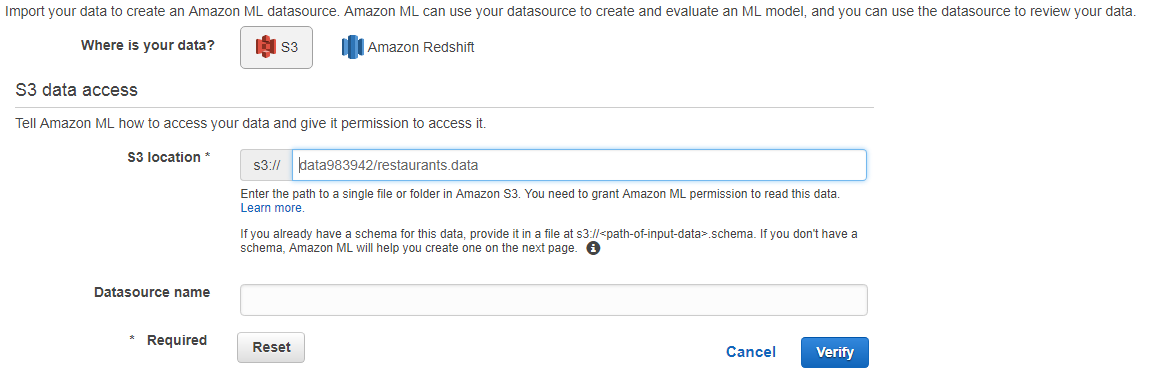 Import your data to create an Amazon ML datasource. Amazon ML can use your datasource to create and evaluate an ML model, and you can use the datasource to review your data.
Where is your data? S3 Amazon Redshift
S3 data access
Tell Amazon ML how to access your data and give it permission to access it.
S3 location * s3:// data983942/restaurants.data
Enter the path to a single file or folder in Amazon S3. You need to grant Amazon ML permission to read this data.
Learn more.
If you already have a schema for this data, provide it in a file at s3://<path-of-input-data>.schema. If you don't have a
schema, Amazon ML will help you create one on the next page.
Datasource name
* Required Reset Cancel Verify